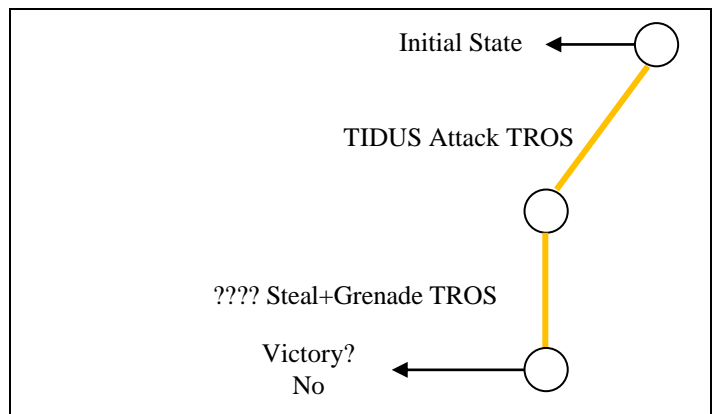 Initial State
TIDUS Attack TROS
???? Steal+Grenade TROS
Victory?
No